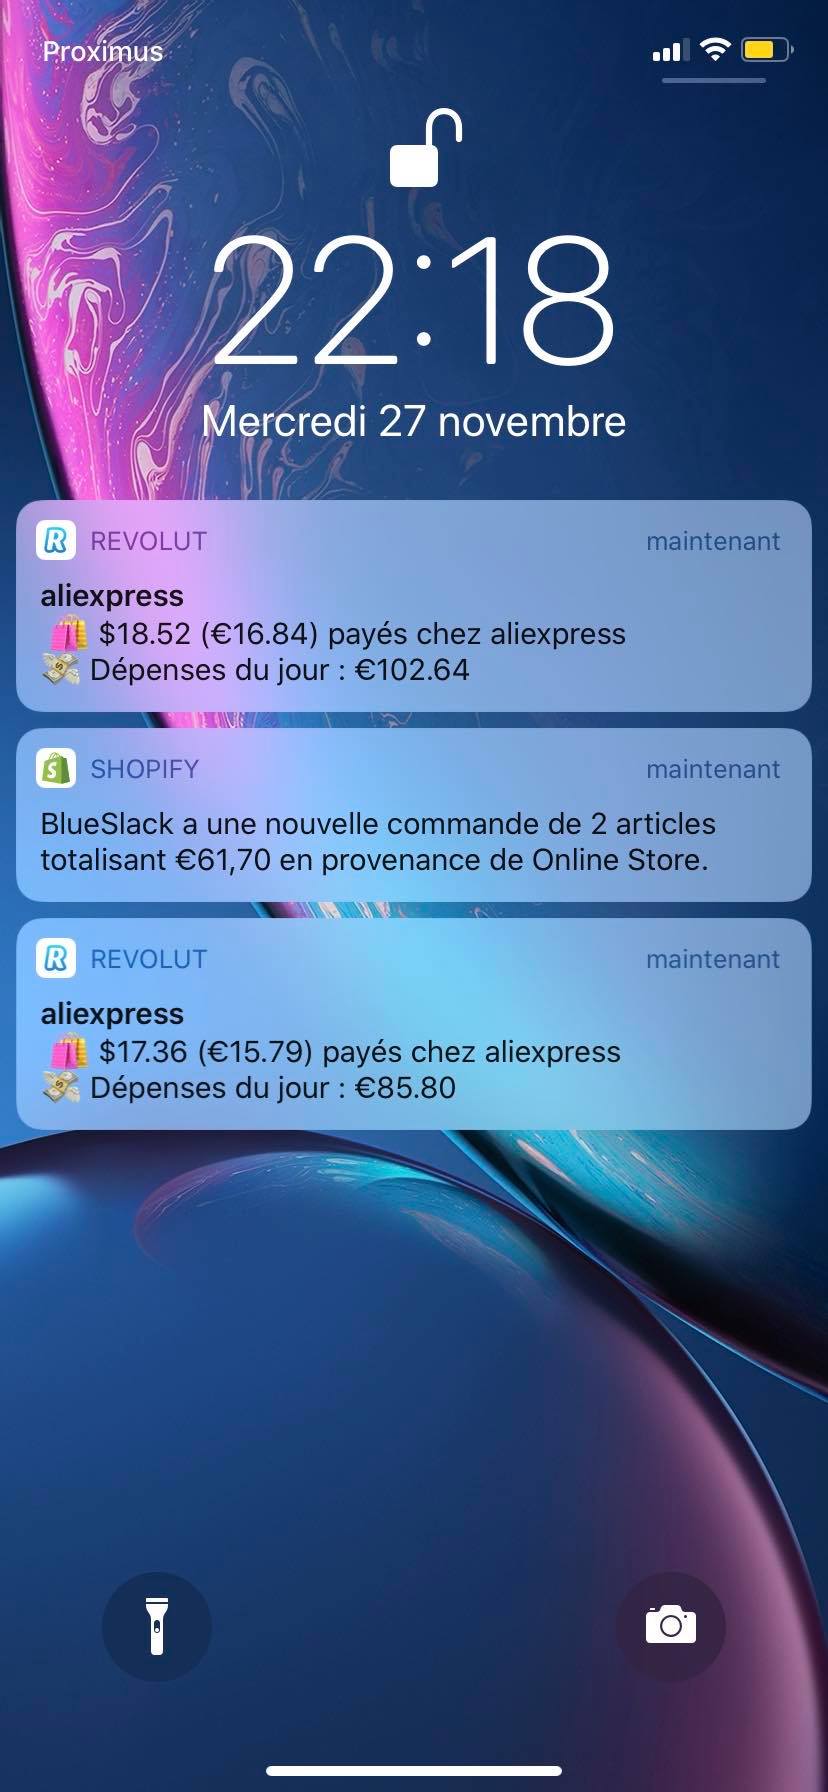 Proximus
22:18
Mercredi 27 novembre
REVOLUT maintenant
aliexpress
$18.52 (€16.84) payés chez aliexpress
Dépenses du jour : €102.64
SHOPIFY maintenant
BlueSlack a une nouvelle commande de 2 articles
totalisant €61,70 en provenance de Online Store.
REVOLUT maintenant
aliexpress
$17.36 (€15.79) payés chez aliexpress
Dépenses du jour : €85.80